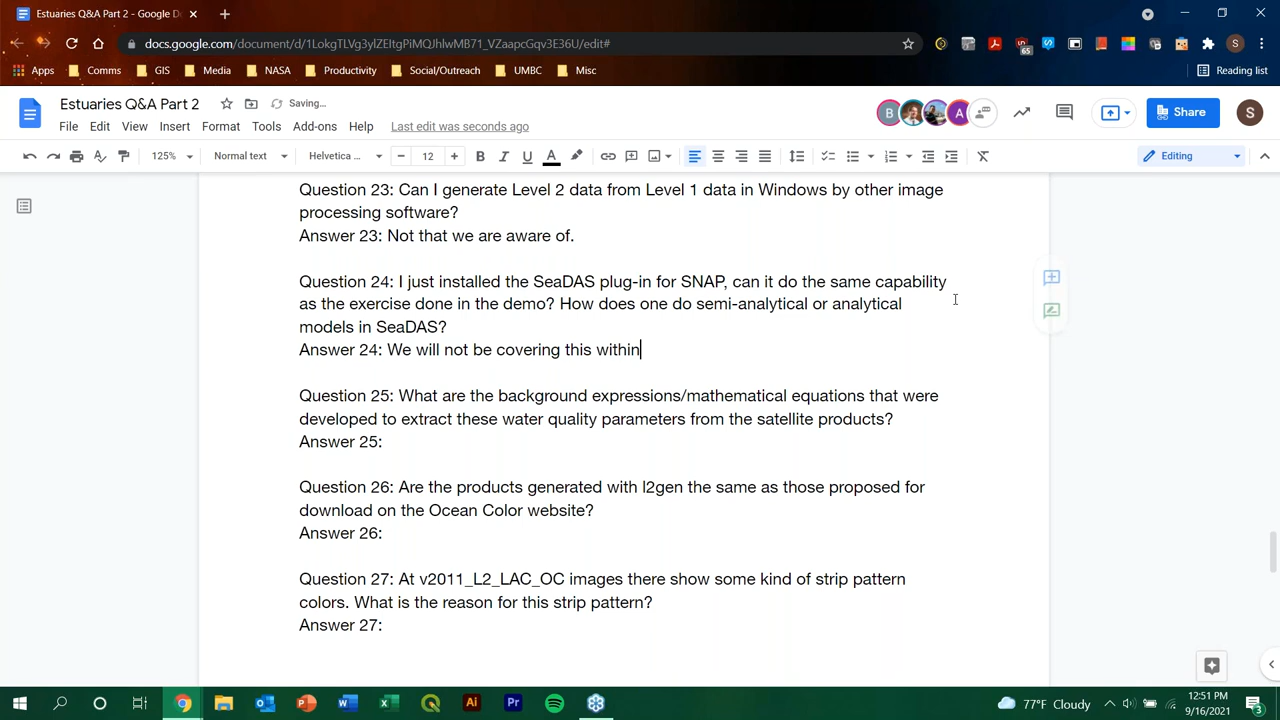 Estuaries Q&A Part 2 - Google D
docs.google.com/document/d/1LokgTLVg3ylZEItgPiMQJhlwMB71_VZaapcGqv3E36U/edit#
Apps Comms GIS Media NASA Productivity Social/Outreach UMBC Misc Reading list
Estuaries Q&A Part 2 Saving…
File Edit View Insert Format Tools Add-ons Help Last edit was seconds ago
B A Share S
125% Normal text Helvetica ... 12 B I U A Editing
Question 23: Can I generate Level 2 data from Level 1 data in Windows by other image
processing software?
Answer 23: Not that we are aware of.
Question 24: I just installed the SeaDAS plug-in for SNAP, can it do the same capability
as the exercise done in the demo? How does one do semi-analytical or analytical
models in SeaDAS?
Answer 24: We will not be covering this within
Question 25: What are the background expressions/mathematical equations that were
developed to extract these water quality parameters from the satellite products?
Answer 25:
Question 26: Are the products generated with l2gen the same as those proposed for
download on the Ocean Color website?
Answer 26:
Question 27: At v2011_L2_LAC_OC images there show some kind of strip pattern
colors. What is the reason for this strip pattern?
Answer 27:
77°F Cloudy 12:51 PM
9/16/2021